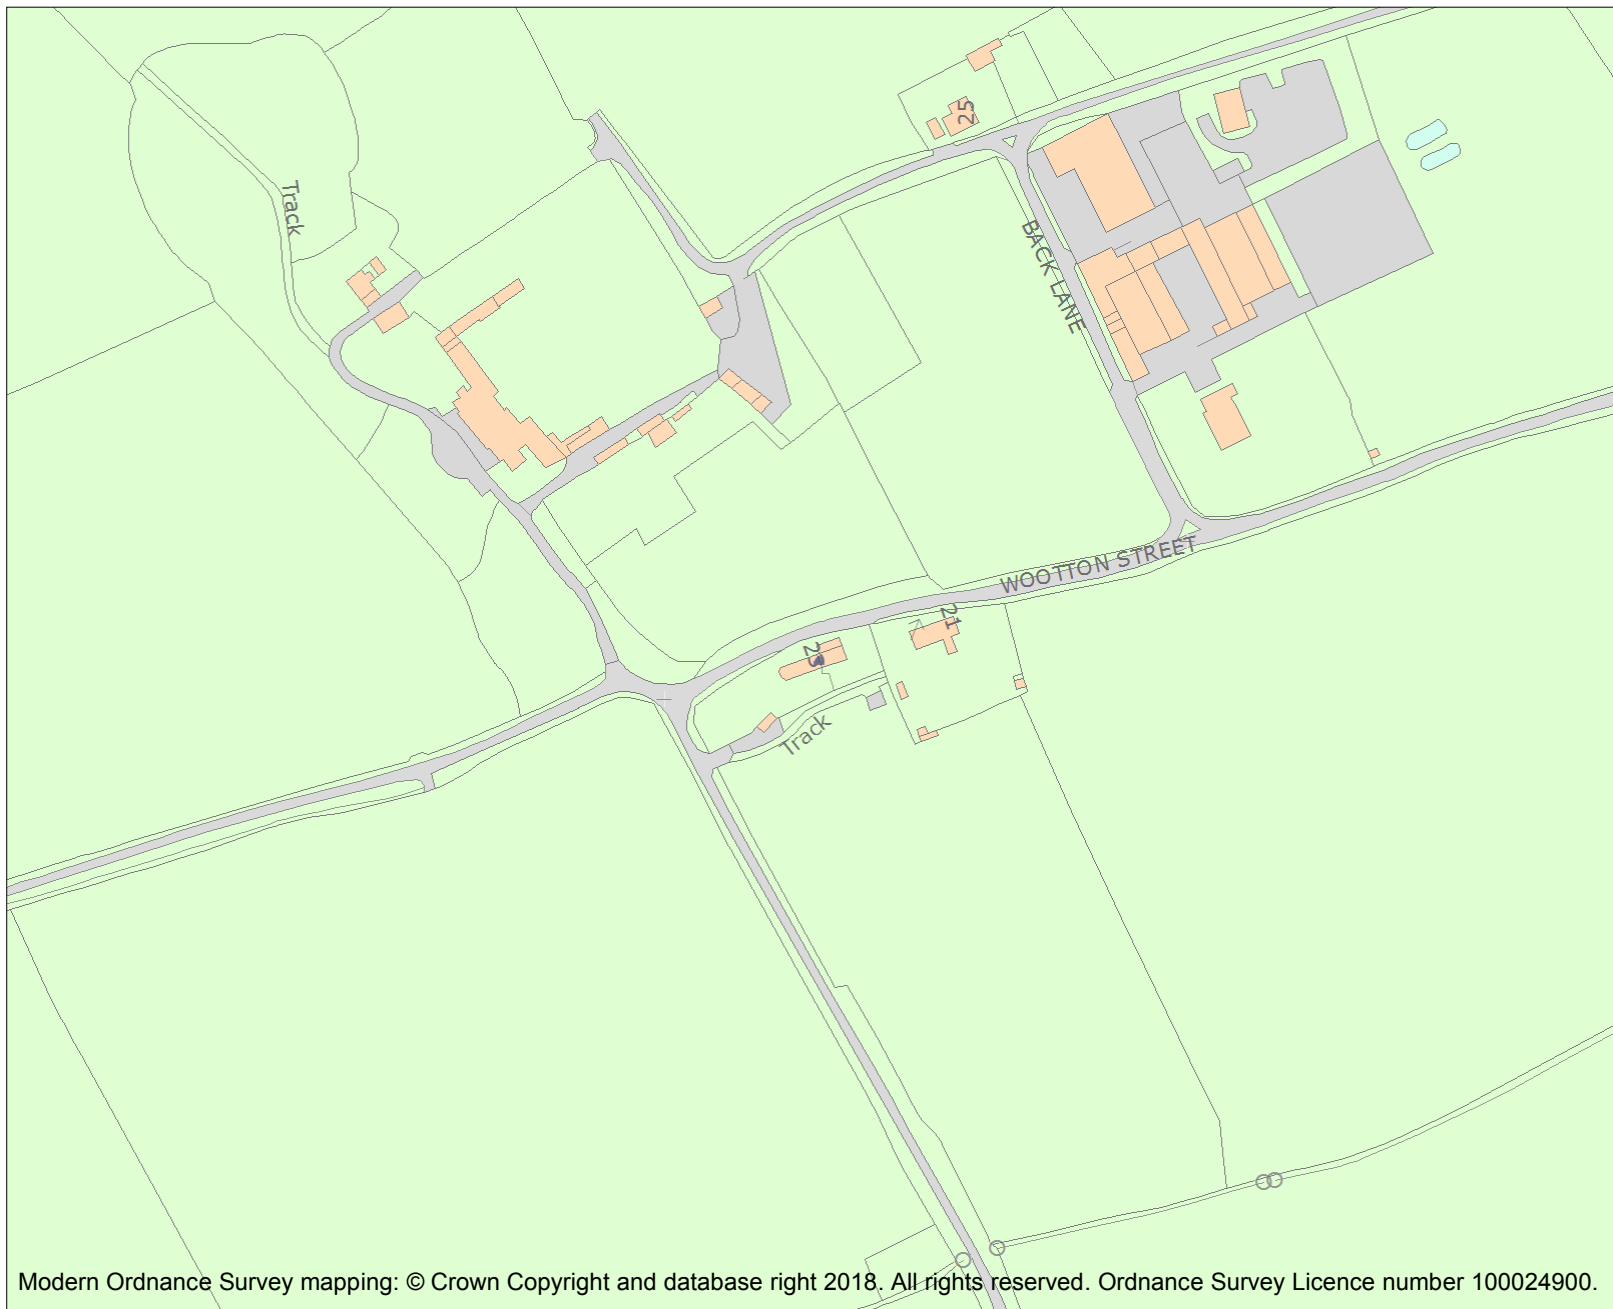 25
Track
BACK LANE
WOOTTON STREET
21
23
Track
Modern Ordnance Survey mapping: © Crown Copyright and database right 2018. All rights reserved. Ordnance Survey Licence number 100024900.